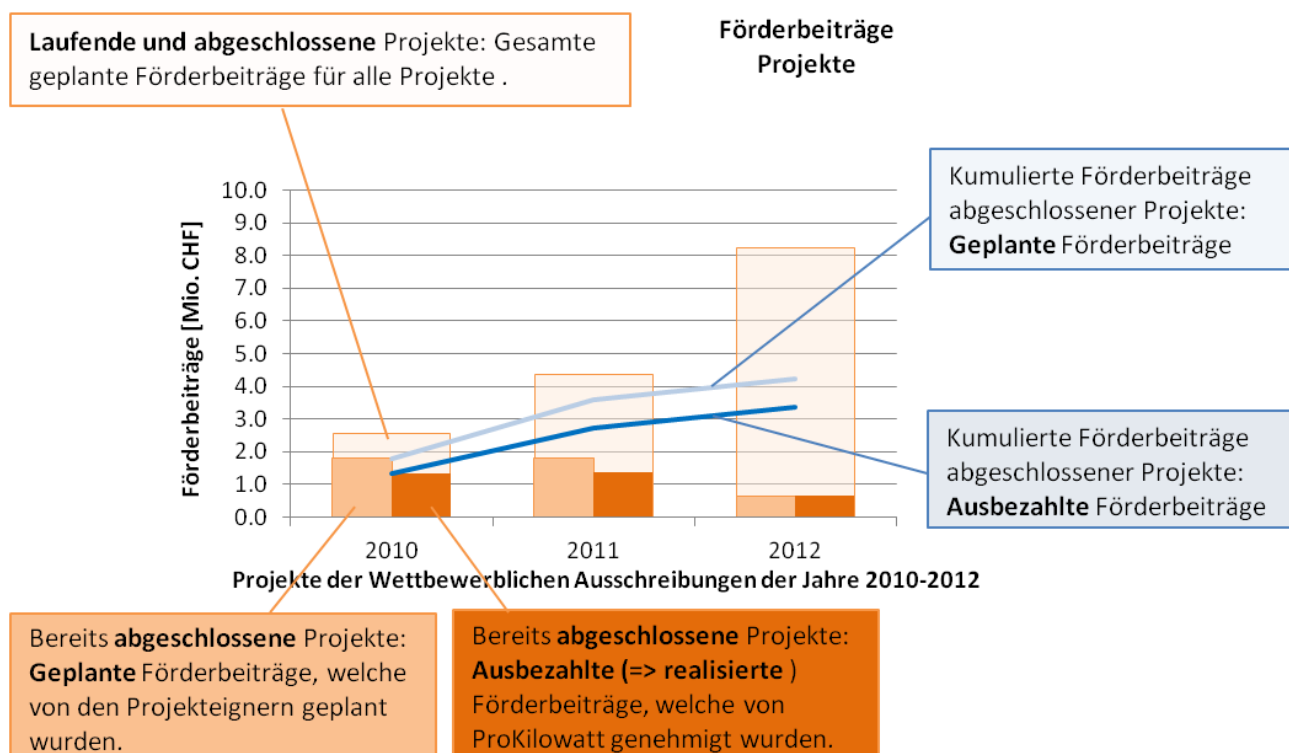 Förderbeiträge
Projekte
Laufende und abgeschlossene Projekte: Gesamte
geplante Förderbeiträge für alle Projekte .
Kumulierte Förderbeiträge
abgeschlossener Projekte:
Geplante Förderbeiträge
Kumulierte Förderbeiträge
abgeschlossener Projekte:
Ausbezahlte Förderbeiträge
Förderbeiträge [Mio. CHF]
10.0
9.0
8.0
7.0
6.0
5.0
4.0
3.0
2.0
1.0
0.0
2010 2011 2012
Projekte der Wettbewerblichen Ausschreibungen der Jahre 2010-2012
Bereits abgeschlossene Projekte:
Geplante Förderbeiträge, welche
von den Projekteignern geplant
wurden.
Bereits abgeschlossene Projekte:
Ausbezahlte (=> realisierte )
Förderbeiträge, welche von
ProKilowatt genehmigt wurden.